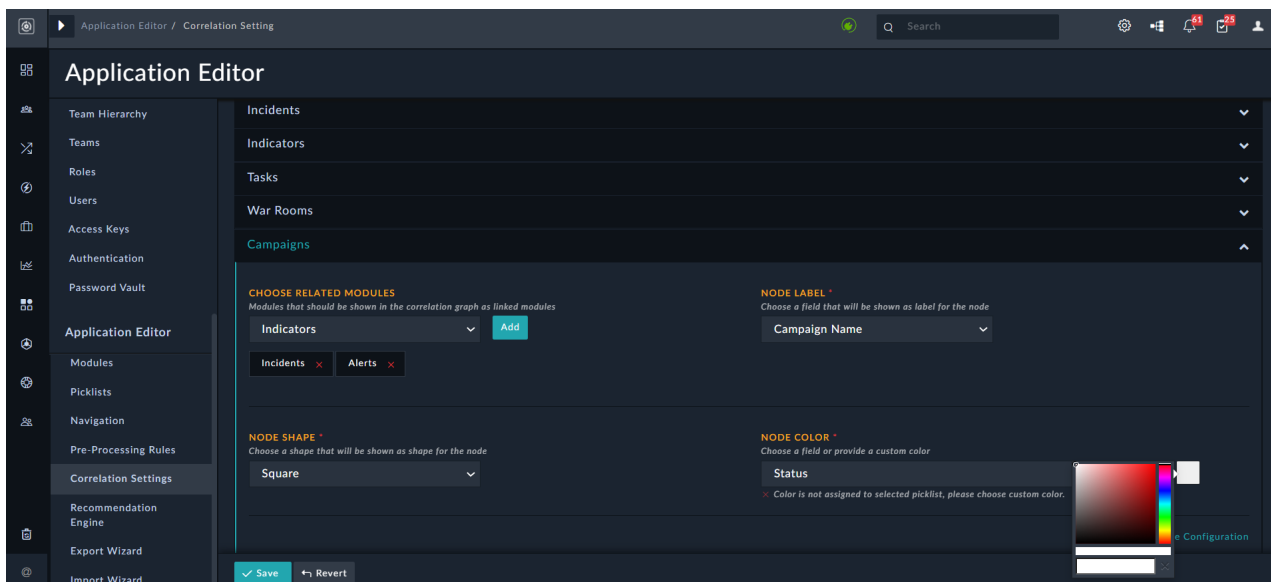 Application Editor / Correlation Setting
Search
61
25
Application Editor
Team Hierarchy
Teams
Roles
Users
Access Keys
Authentication
Password Vault
Application Editor
Modules
Picklists
Navigation
Pre-Processing Rules
Correlation Settings
Recommendation
Engine
Export Wizard
Import Wizard
@
Incidents
Indicators
Tasks
War Rooms
Campaigns
CHOOSE RELATED MODULES
Modules that should be shown in the correlation graph as linked modules
Indicators
Add
Incidents ×
Alerts ×
NODE LABEL *
Choose a field that will be shown as label for the node
Campaign Name
NODE SHAPE *
Choose a shape that will be shown as shape for the node
Square
NODE COLOR *
Choose a field or provide a custom color
Status
× Color is not assigned to selected picklist, please choose custom color.
e Configuration
Save
Revert